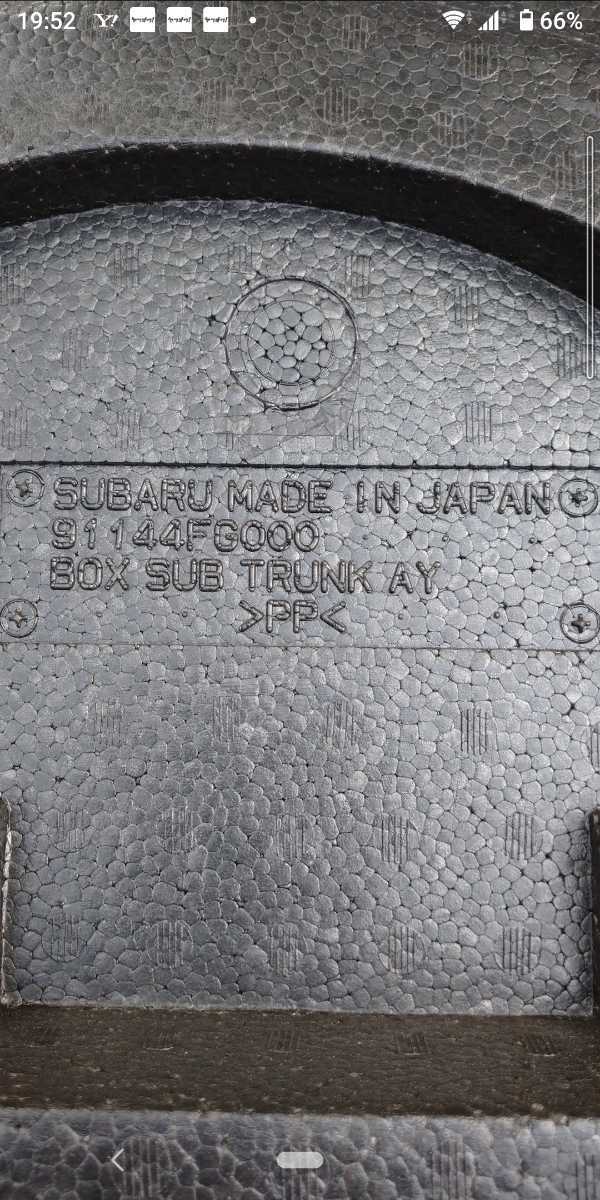 19:52
66%
SUBARU MADE IN JAPAN
91144FG000
BOX SUB TRUNK AY
>PP<